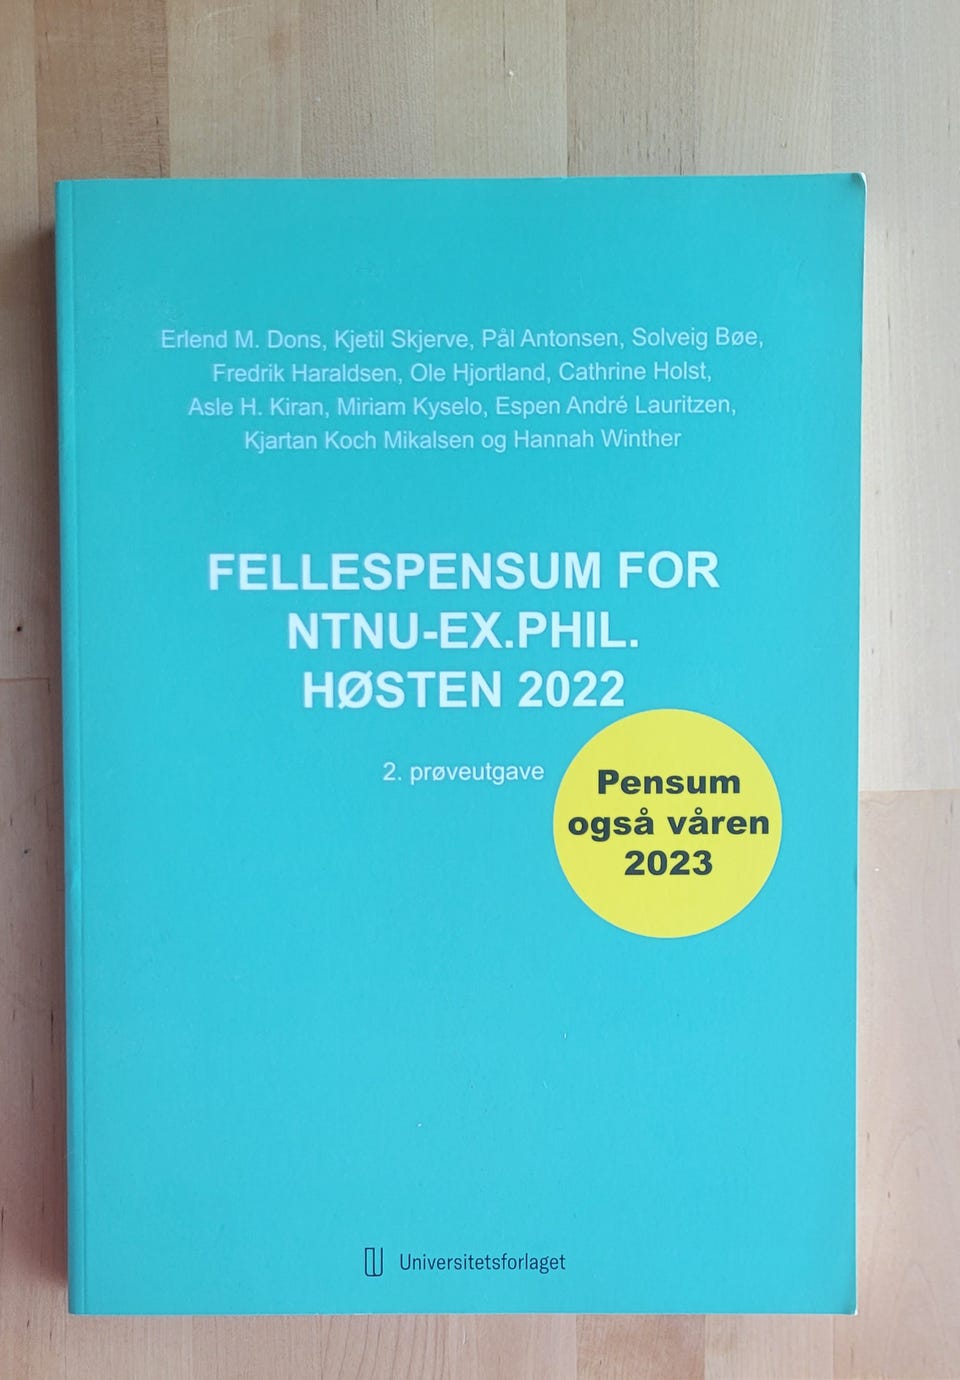 Erlend M. Dons, Kjetil Skjerve, Pål Antonsen, Solveig Bøe,
Fredrik Haraldsen, Ole Hjortland, Cathrine Holst,
Asle H. Kiran, Miriam Kyselo, Espen André Lauritzen,
Kjartan Koch Mikalsen og Hannah Winther
FELLESPENSUM FOR
NTNU-EX.PHIL.
HØSTEN 2022
2. prøveutgave
Pensum
også våren
2023
Universitetsforlaget